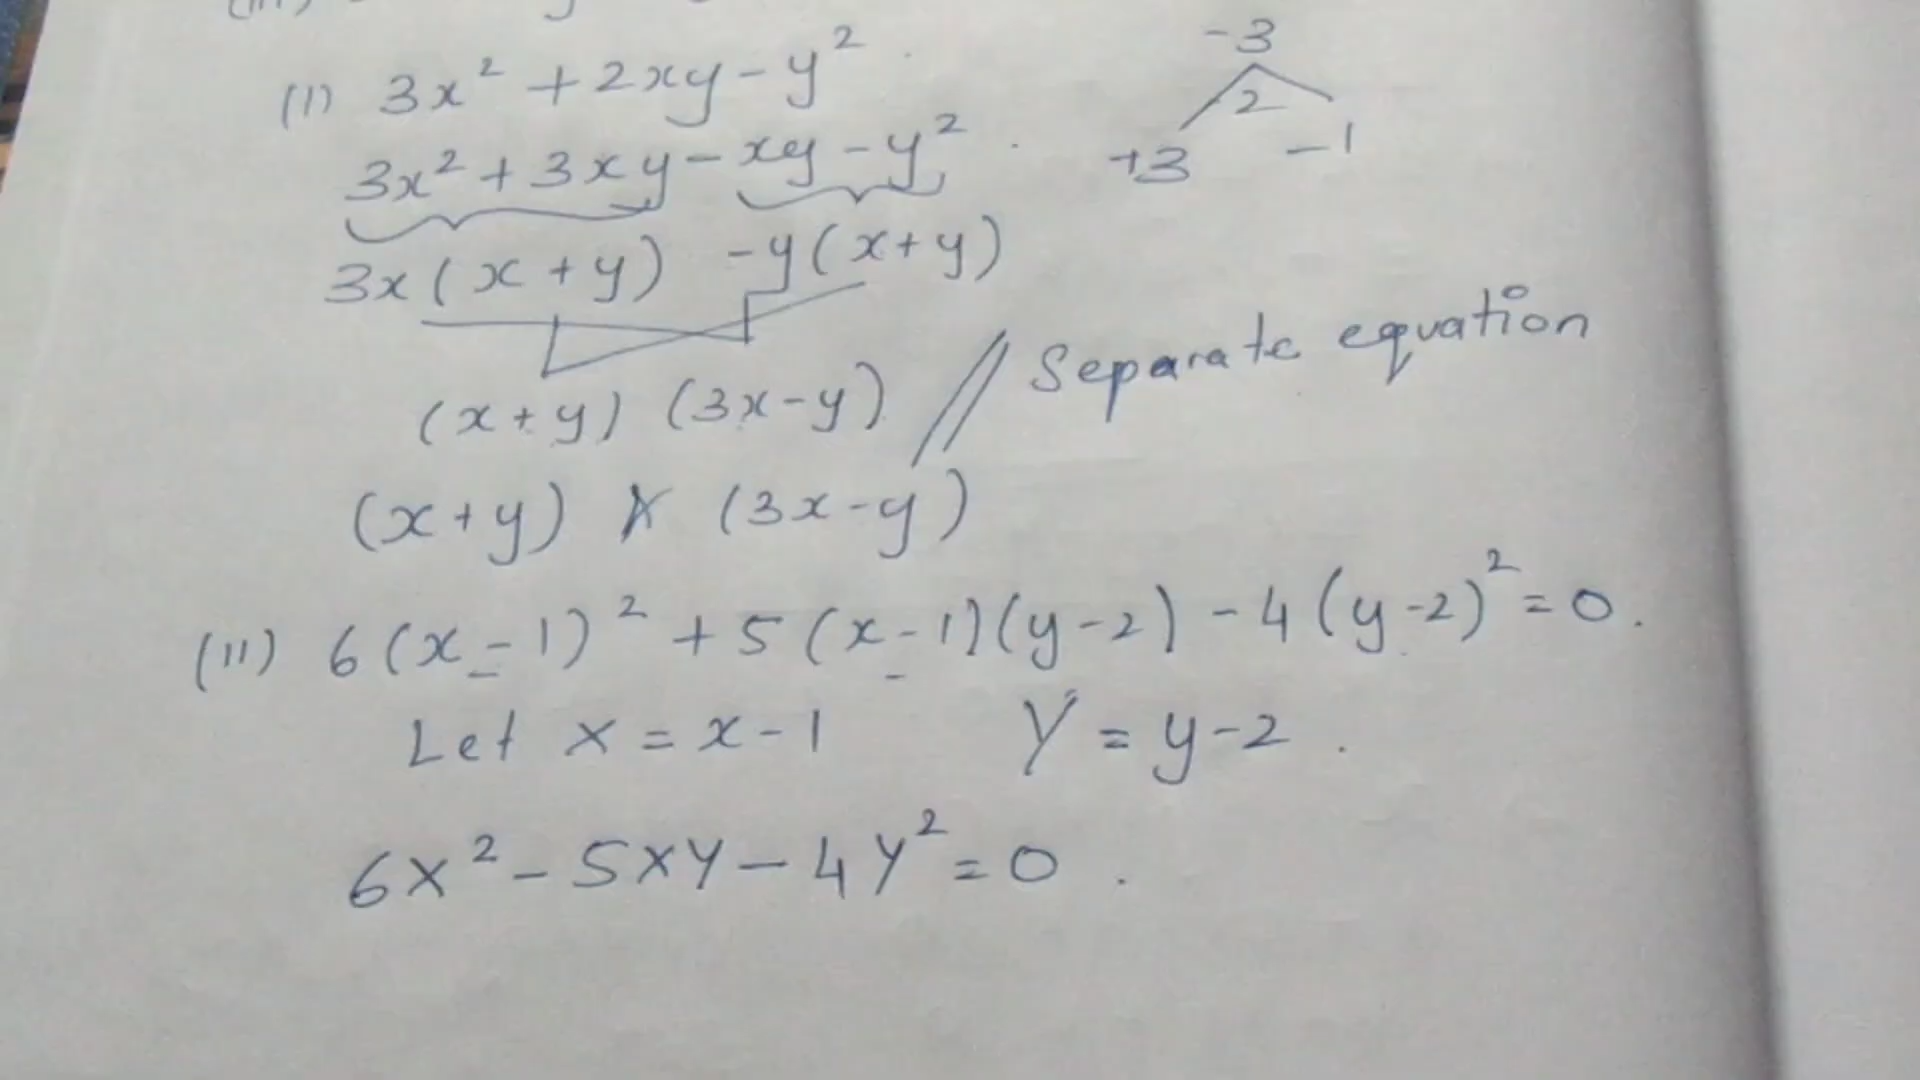 (I) 3x² + 2xy - y²
-3
2
+3 -1
3x² + 3xy - xy - y²
3x(x + y) - y(x + y)
(x + y) (3x - y) // Separate equation
(x + y) X (3x - y)
(II) 6(x - 1)² + 5(x - 1)(y - 2) - 4(y - 2)² = 0.
Let X = x - 1 Y = y - 2.
6X² - 5XY - 4Y² = 0.